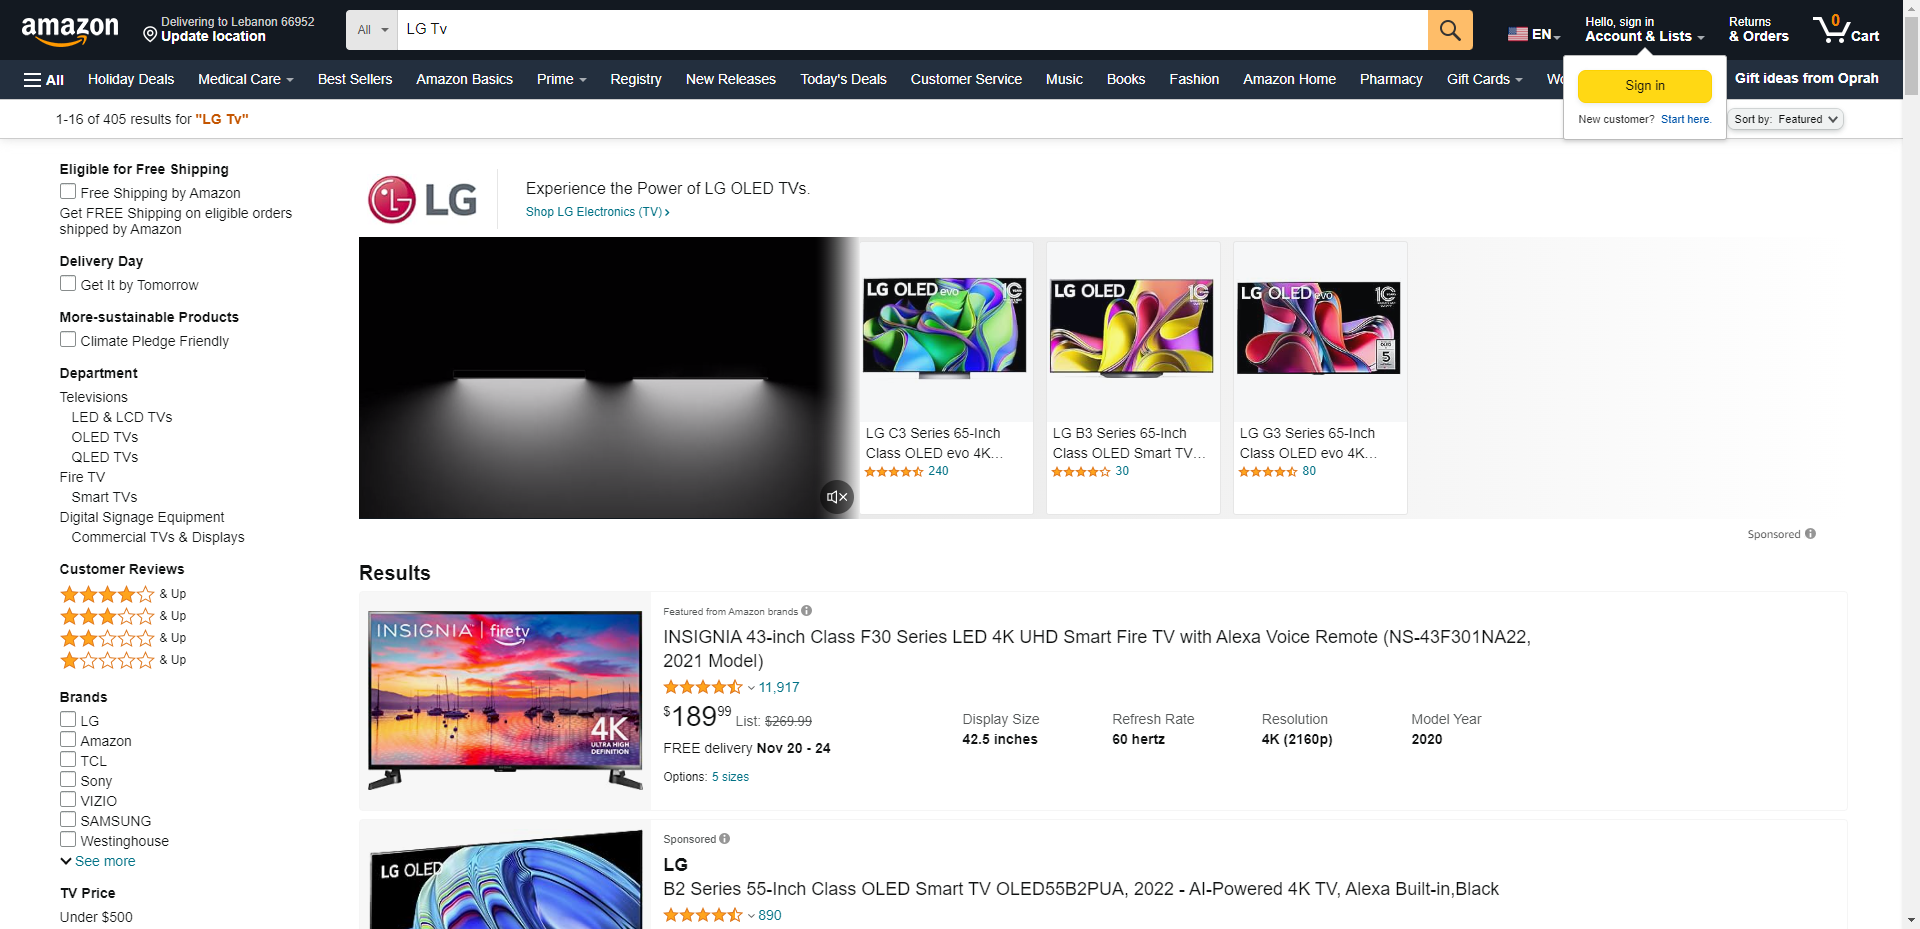 amazon
Delivering to Lebanon 66952
Update location
All
LG Tv
EN
Hello, sign in
Account & Lists
Returns
& Orders
0
Cart
All
Holiday Deals
Medical Care
Best Sellers
Amazon Basics
Prime
Registry
New Releases
Today's Deals
Customer Service
Music
Books
Fashion
Amazon Home
Pharmacy
Gift Cards
Gift ideas from Oprah
Sign in
New customer? Start here.
1-16 of 405 results for "LG Tv"
Sort by: Featured
Eligible for Free Shipping
Free Shipping by Amazon
Get FREE Shipping on eligible orders
shipped by Amazon
Delivery Day
Get It by Tomorrow
More-sustainable Products
Climate Pledge Friendly
Department
Televisions
LED & LCD TVs
OLED TVs
QLED TVs
Fire TV
Smart TVs
Digital Signage Equipment
Commercial TVs & Displays
Customer Reviews
& Up
& Up
& Up
& Up
Brands
LG
Amazon
TCL
Sony
VIZIO
SAMSUNG
Westinghouse
See more
TV Price
Under $500
LG
Experience the Power of LG OLED TVs.
Shop LG Electronics (TV)
LG OLED evo
10
LG C3 Series 65-Inch
Class OLED evo 4K...
240
LG OLED
10
LG B3 Series 65-Inch
Class OLED Smart TV...
30
LG OLED evo
10
5
LG G3 Series 65-Inch
Class OLED evo 4K...
80
Sponsored
Results
INSIGNIA firetv
4K
ULTRA HIGH
DEFINITION
Featured from Amazon brands
INSIGNIA 43-inch Class F30 Series LED 4K UHD Smart Fire TV with Alexa Voice Remote (NS-43F301NA22,
2021 Model)
11,917
$189.99 List: $269.99
FREE delivery Nov 20 - 24
Options: 5 sizes
Display Size
42.5 inches
Refresh Rate
60 hertz
Resolution
4K (2160p)
Model Year
2020
LG OLED
Sponsored
LG
B2 Series 55-Inch Class OLED Smart TV OLED55B2PUA, 2022 - AI-Powered 4K TV, Alexa Built-in,Black
890